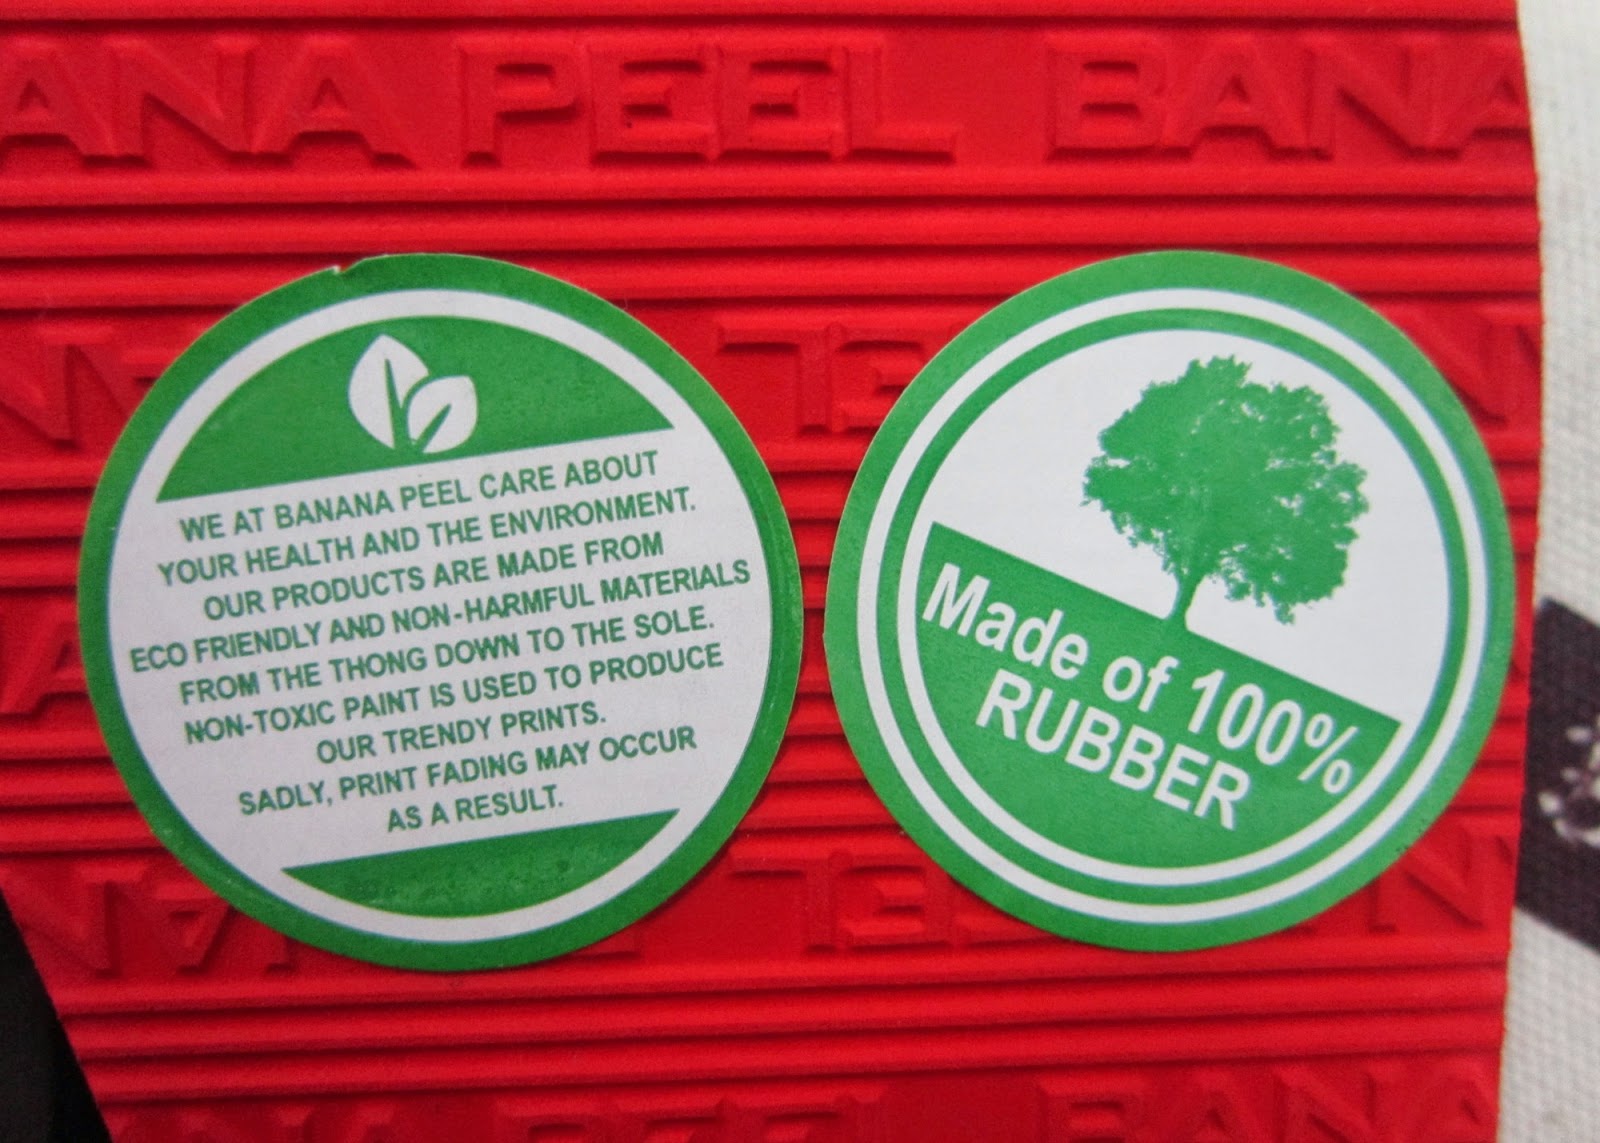 ANA PEEL BANA
WE AT BANANA PEEL CARE ABOUT
YOUR HEALTH AND THE ENVIRONMENT.
OUR PRODUCTS ARE MADE FROM
ECO FRIENDLY AND NON-HARMFUL MATERIALS
FROM THE THONG DOWN TO THE SOLE.
NON-TOXIC PAINT IS USED TO PRODUCE
OUR TRENDY PRINTS.
SADLY, PRINT FADING MAY OCCUR
AS A RESULT.
Made of 100%
RUBBER
PEEL BANA